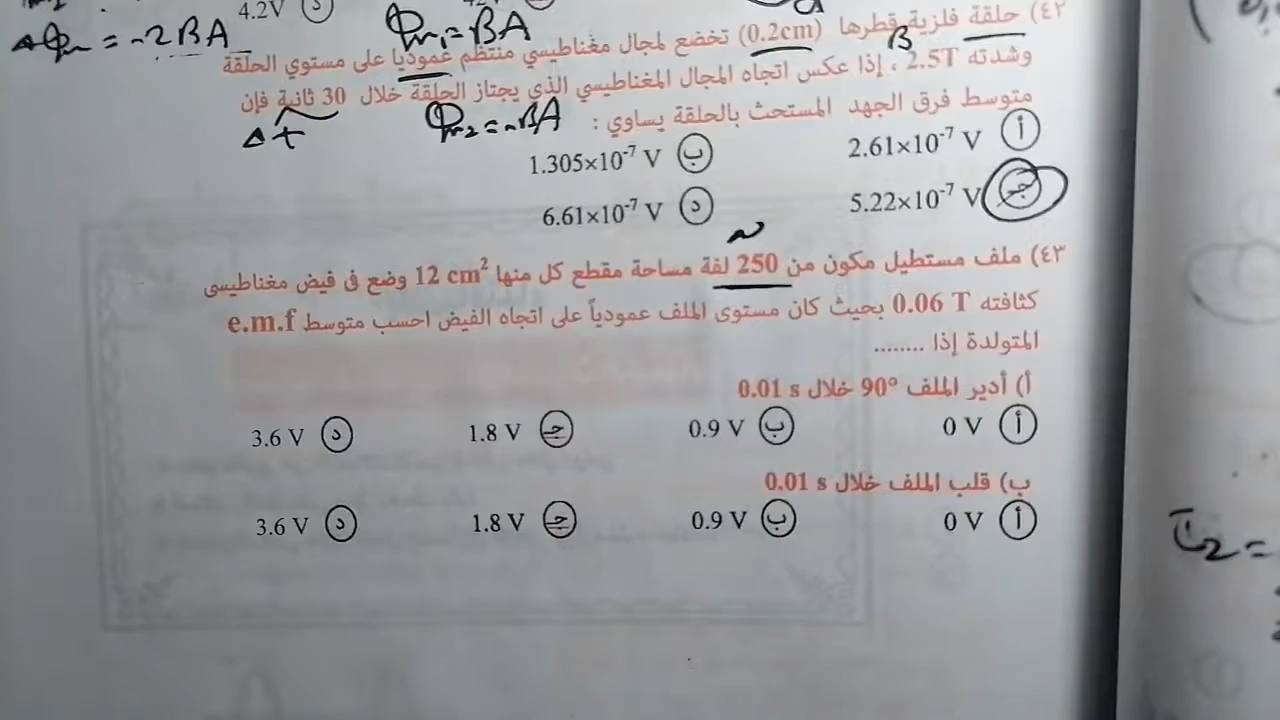 4.2V د
Δφm = -2BA
φm1 = BA
٤٢) حلقة فلزية قطرها (0.2cm) تخضع لمجال مغناطيسي منتظم عموديا على مستوي الحلقة
B
وشدته 2.5T ، إذا عكس اتجاه المجال المغناطيسي الذي يجتاز الحلقة خلال 30 ثانية فإن
متوسط فرق الجهد المستحث بالحلقة يساوي :
φm2 = -BA
Δt
أ 2.61×10⁻⁷ V ب 1.305×10⁻⁷ V
جـ 5.22×10⁻⁷ V د 6.61×10⁻⁷ V
N
٤٣) ملف مستطيل مكون من 250 لفة مساحة مقطع كل منها 12 cm² وضع فى فيض مغناطيسى
كثافته 0.06 T بحيث كان مستوى الملف عمودياً على اتجاه الفيض احسب متوسط e.m.f
المتولدة إذا ........
أ) أدير الملف 90° خلال 0.01 s
أ 0 V ب 0.9 V جـ 1.8 V د 3.6 V
ب) قلب الملف خلال 0.01 s
أ 0 V ب 0.9 V جـ 1.8 V د 3.6 V